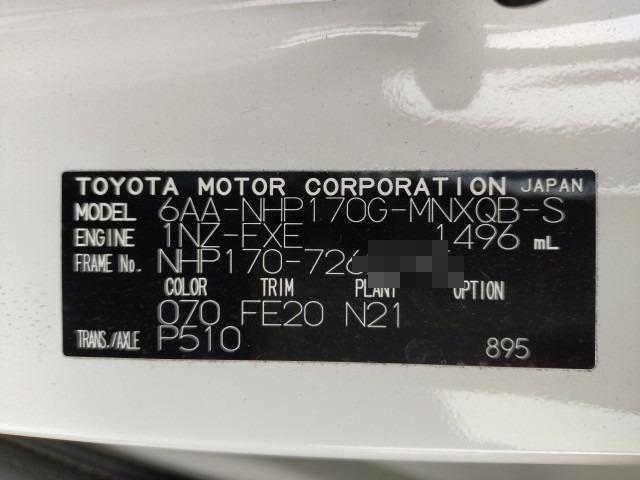 TOYOTA MOTOR CORPORATION JAPAN
MODEL 6AA-NHP170G-MNXQB-S
ENGINE 1NZ-FXE 1496 mL
FRAME No. NHP170-726
COLOR TRIM PLANT OPTION
070 FE20 N21
TRANS./AXLE P510 895